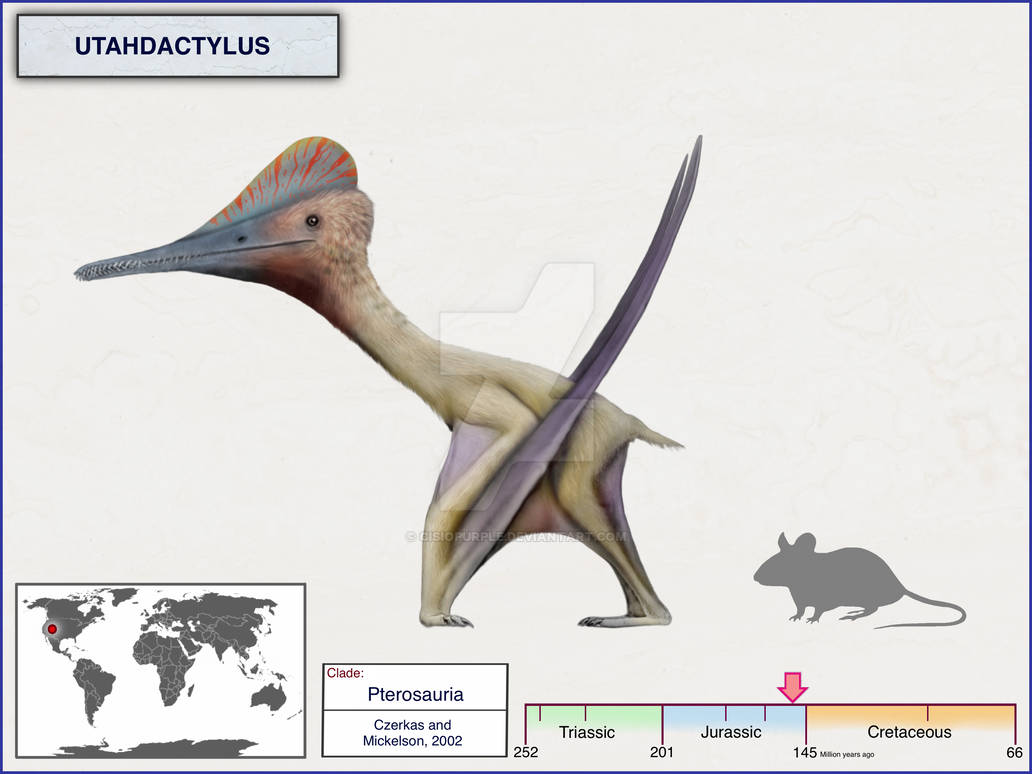 UTAHDACTYLUS
© CISIOPURPLE.DEVIANTART.COM
Clade:
Pterosauria
Czerkas and
Mickelson, 2002
Triassic
Jurassic
Cretaceous
252
201
145 Million years ago
66